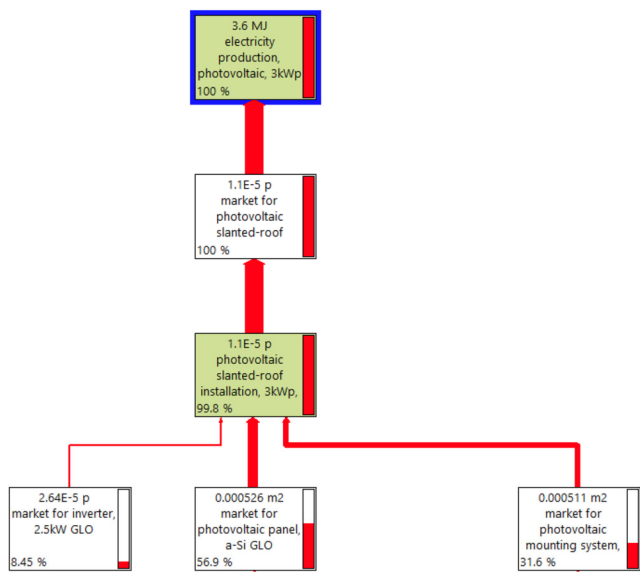 3.6 MJ
electricity
production,
photovoltaic, 3kWp
100 %
1.1E-5 p
market for
photovoltaic
slanted-roof
100 %
1.1E-5 p
photovoltaic
slanted-roof
installation, 3kWp,
99.8 %
2.64E-5 p
market for inverter,
2.5kW GLO
8.45 %
0.000526 m2
market for
photovoltaic panel,
a-Si GLO
56.9 %
0.000511 m2
market for
photovoltaic
mounting system,
31.6 %